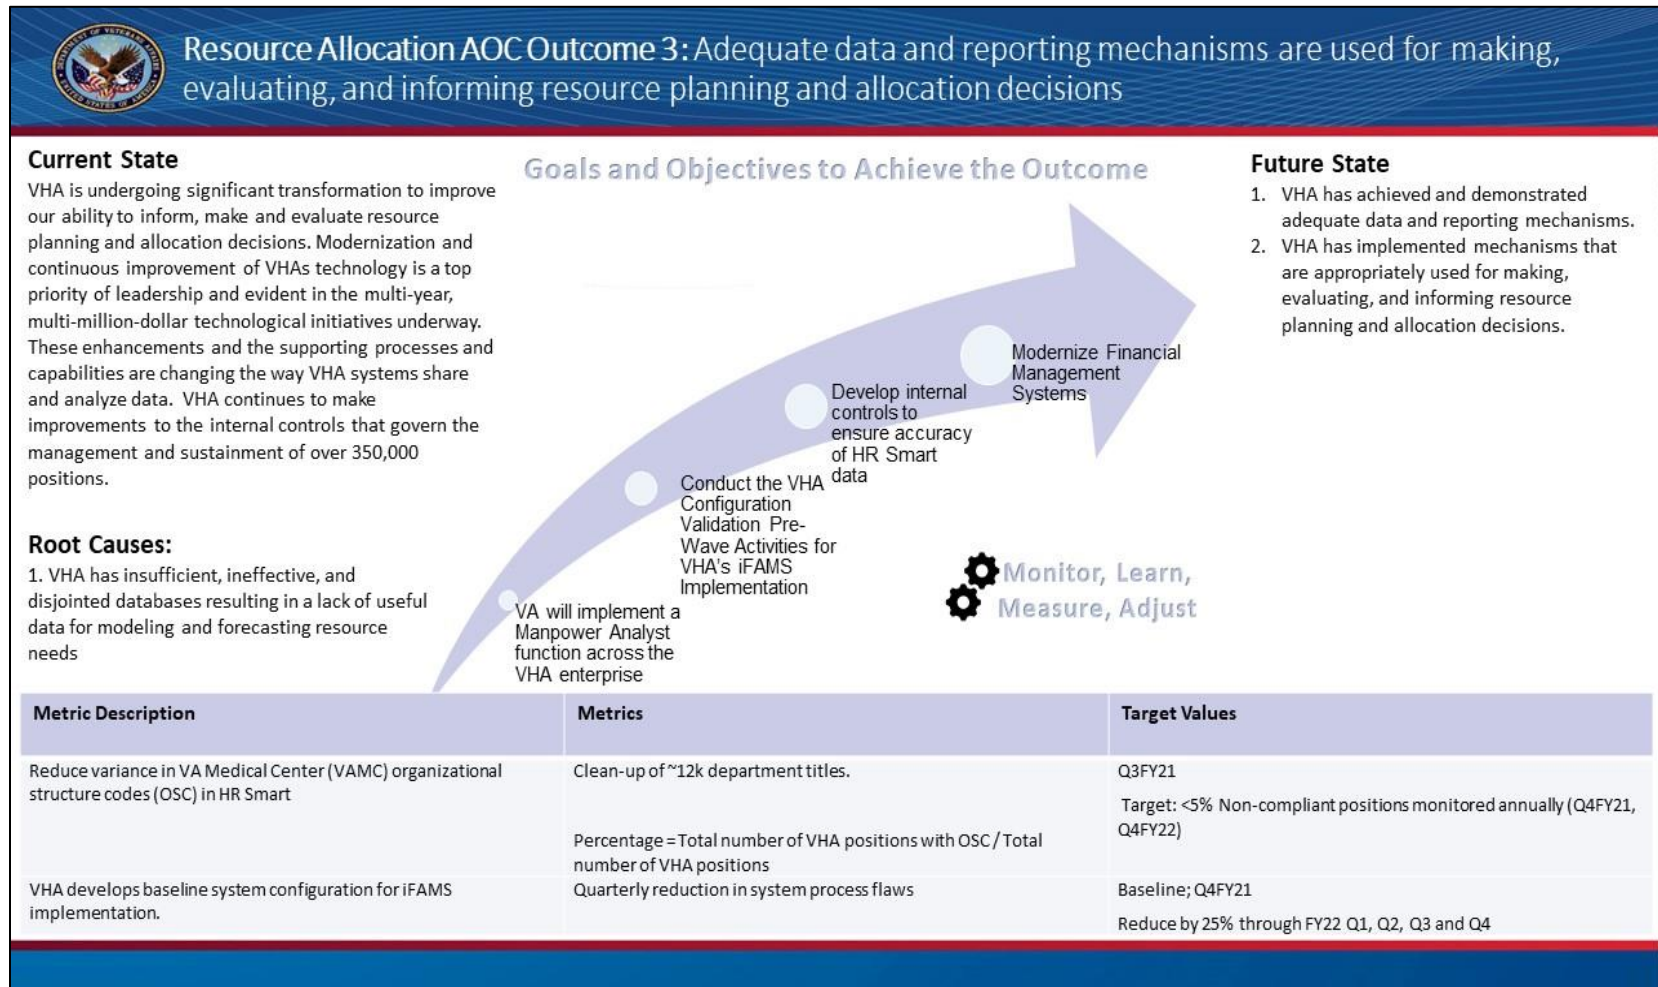 Resource Allocation AOC Outcome 3: Adequate data and reporting mechanisms are used for making,
evaluating, and informing resource planning and allocation decisions
Current State
VHA is undergoing significant transformation to improve
our ability to inform, make and evaluate resource
planning and allocation decisions. Modernization and
continuous improvement of VHAs technology is a top
priority of leadership and evident in the multi-year,
multi-million-dollar technological initiatives underway.
These enhancements and the supporting processes and
capabilities are changing the way VHA systems share
and analyze data. VHA continues to make
improvements to the internal controls that govern the
management and sustainment of over 350,000
positions.
Root Causes:
1. VHA has insufficient, ineffective, and
disjointed databases resulting in a lack of useful
data for modeling and forecasting resource
needs
Goals and Objectives to Achieve the Outcome
VA will implement a
Manpower Analyst
function across the
VHA enterprise
Conduct the VHA
Configuration
Validation Pre-
Wave Activities for
VHA's iFAMS
Implementation
Develop internal
controls to
ensure accuracy
of HR Smart
data
Modernize Financial
Management
Systems
Monitor, Learn,
Measure, Adjust
Future State
1. VHA has achieved and demonstrated
adequate data and reporting mechanisms.
2. VHA has implemented mechanisms that
are appropriately used for making,
evaluating, and informing resource
planning and allocation decisions.
Metric Description
Metrics
Target Values
Reduce variance in VA Medical Center (VAMC) organizational
structure codes (OSC) in HR Smart
Clean-up of ~12k department titles.
Percentage = Total number of VHA positions with OSC / Total
number of VHA positions
Q3FY21
Target: <5% Non-compliant positions monitored annually (Q4FY21,
Q4FY22)
VHA develops baseline system configuration for iFAMS
implementation.
Quarterly reduction in system process flaws
Baseline; Q4FY21
Reduce by 25% through FY22 Q1, Q2, Q3 and Q4